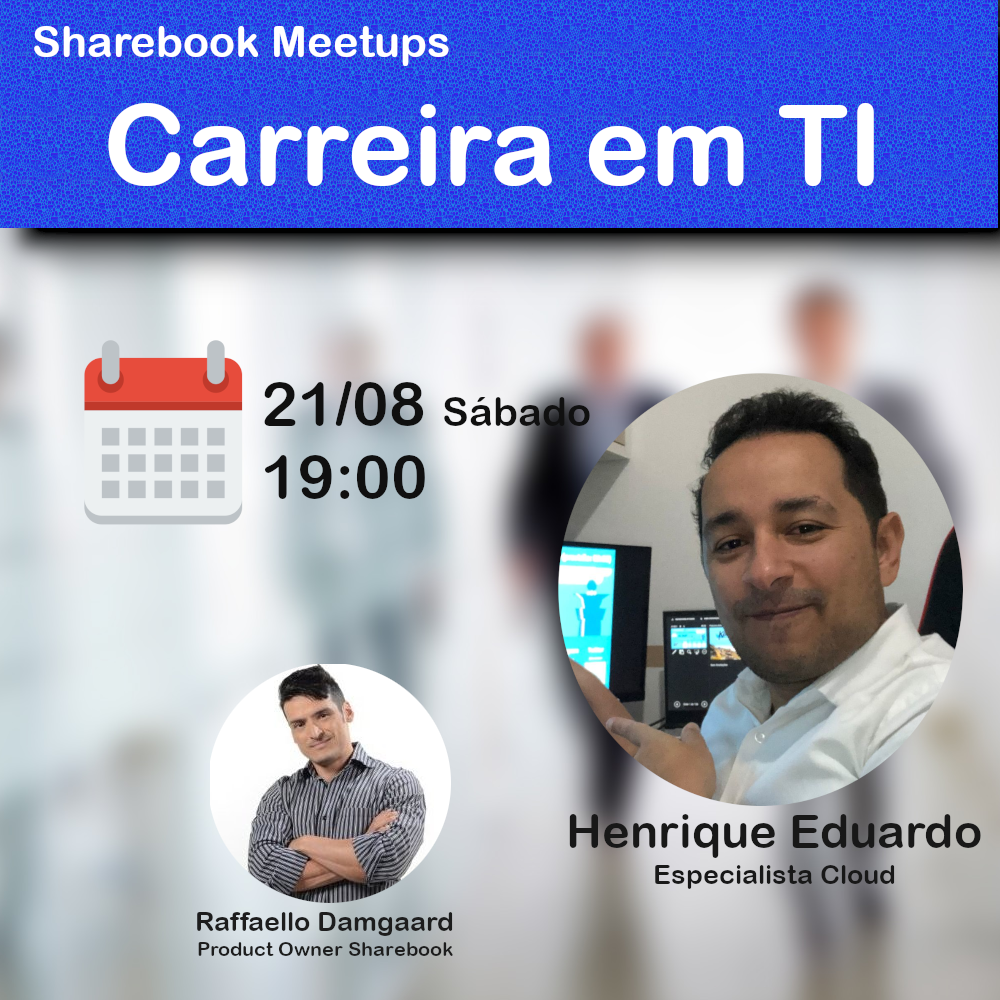 Sharebook Meetups
Carreira em TI
21/08 Sábado
19:00
Henrique Eduardo
Especialista Cloud
Raffaello Damgaard
Product Owner Sharebook